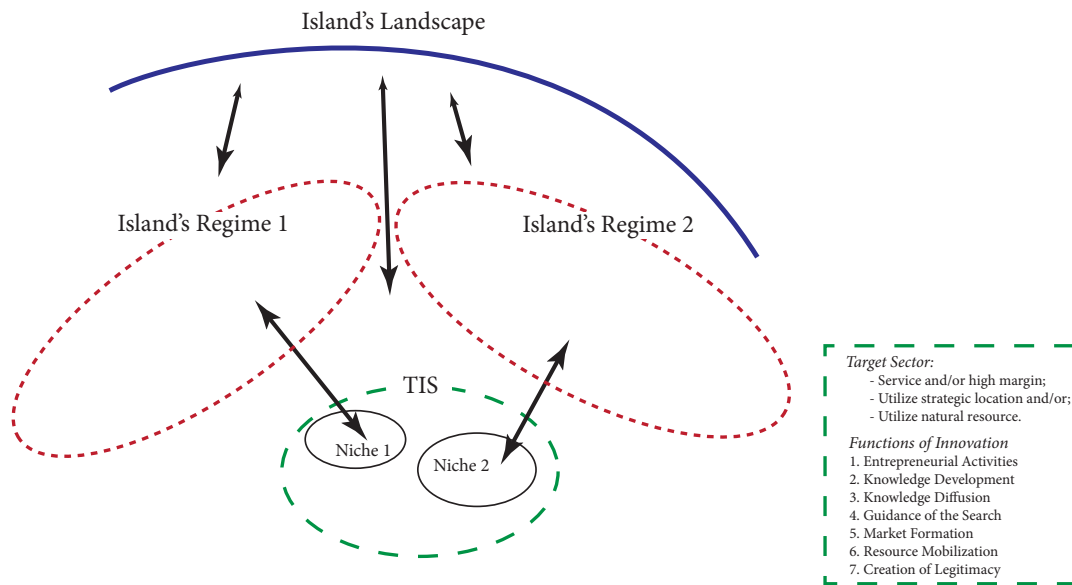 Island's Landscape
Island's Regime 1
Island's Regime 2
TIS
Niche 1
Niche 2
Target Sector:
- Service and/or high margin;
- Utilize strategic location and/or;
- Utilize natural resource.
Functions of Innovation
1. Entrepreneurial Activities
2. Knowledge Development
3. Knowledge Diffusion
4. Guidance of the Search
5. Market Formation
6. Resource Mobilization
7. Creation of Legitimacy